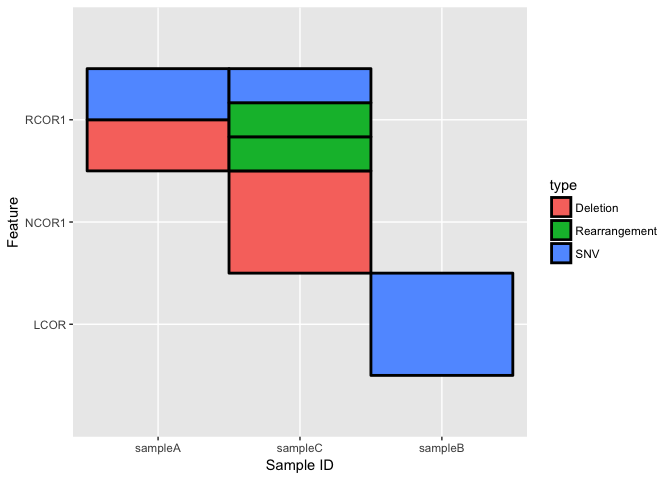 Feature
RCOR1
NCOR1
LCOR
sampleA
sampleC
sampleB
Sample ID
type
Deletion
Rearrangement
SNV